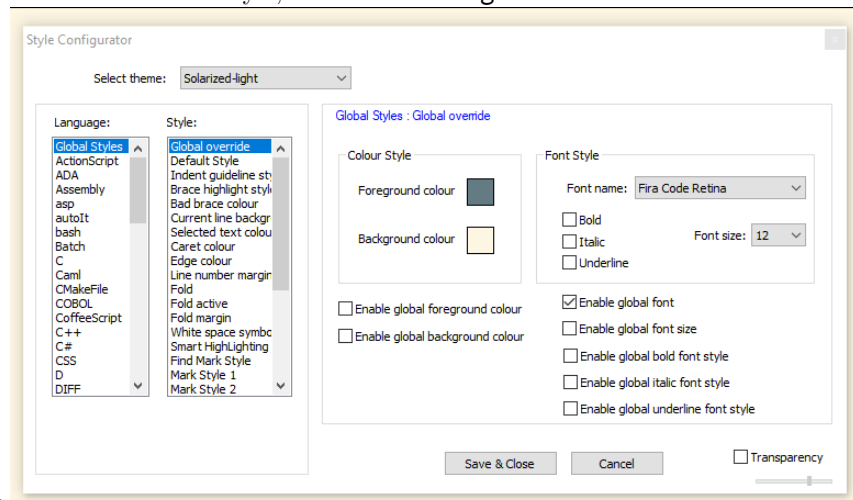 Style Configurator
Select theme: Solarized-light
Language:
Global Styles
ActionScript
ADA
Assembly
asp
autoIt
bash
Batch
C
Caml
CMakeFile
COBOL
CoffeeScript
C++
C#
CSS
D
DIFF
Style:
Global override
Default Style
Indent guideline sty
Brace highlight style
Bad brace colour
Current line backgr
Selected text colou
Caret colour
Edge colour
Line number margin
Fold
Fold active
Fold margin
White space symbo
Smart HighLighting
Find Mark Style
Mark Style 1
Mark Style 2
Global Styles : Global override
Colour Style
Foreground colour
Background colour
Font Style
Font name: Fira Code Retina
Bold
Italic
Underline
Font size: 12
Enable global foreground colour
Enable global background colour
Enable global font
Enable global font size
Enable global bold font style
Enable global italic font style
Enable global underline font style
Save & Close
Cancel
Transparency